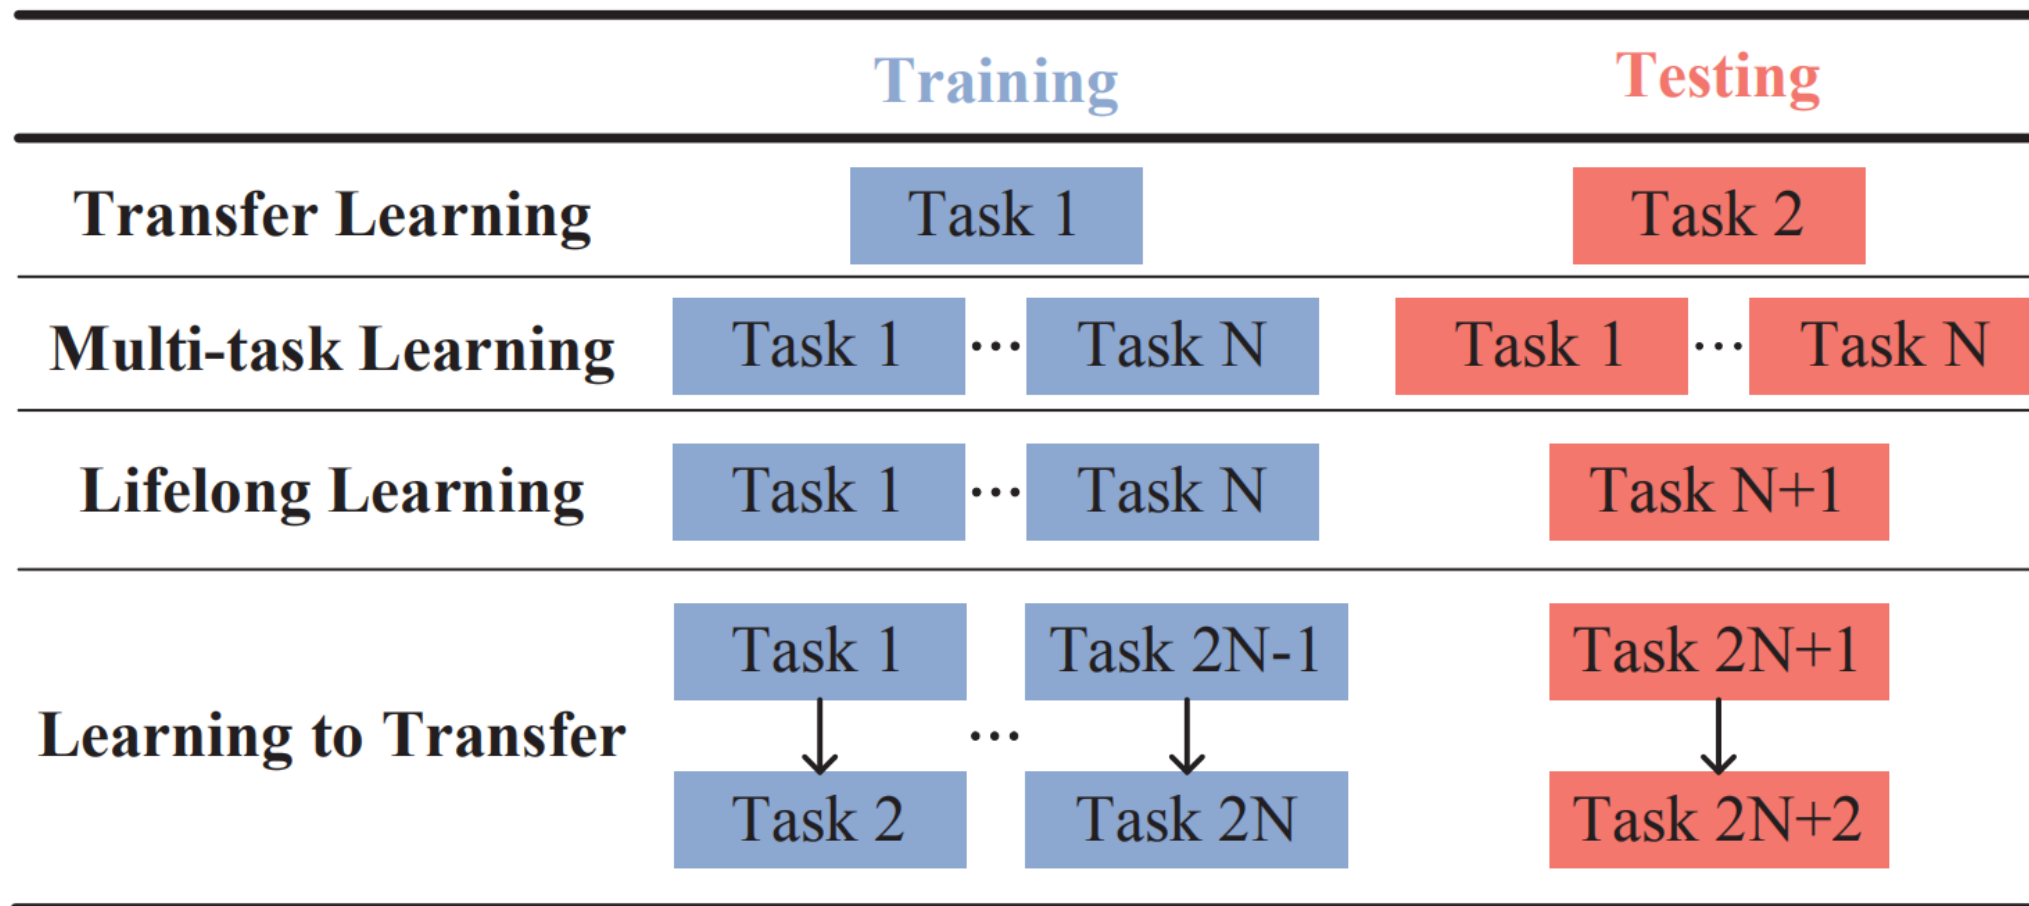 Training Testing
Transfer Learning Task 1 Task 2
Multi-task Learning Task 1 ... Task N Task 1 ... Task N
Lifelong Learning Task 1 ... Task N Task N+1
Task 1 Task 2N-1 Task 2N+1
Learning to Transfer ...
Task 2 Task 2N Task 2N+2